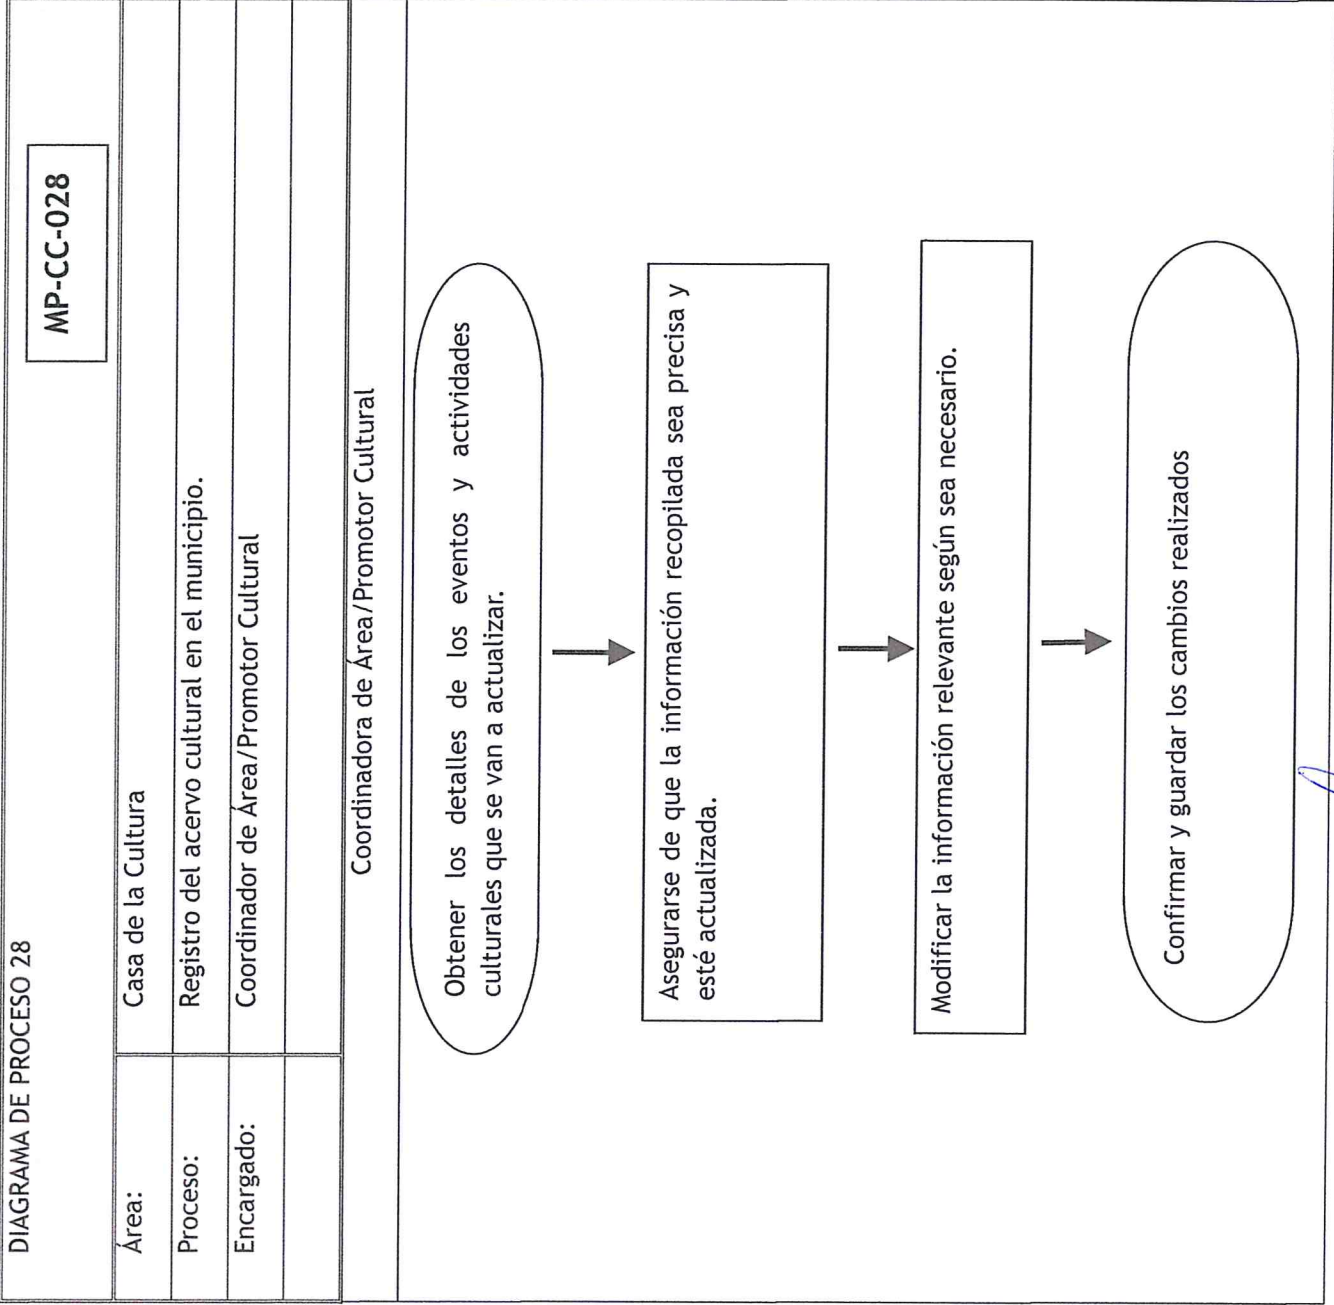 DIAGRAMA DE PROCESO 28
MP-CC-028
Área: Casa de la Cultura
Proceso: Registro del acervo cultural en el municipio.
Encargado: Coordinador de Área/Promotor Cultural
Coordinadora de Área/Promotor Cultural
Obtener los detalles de los eventos y actividades
culturales que se van a actualizar.
Asegurarse de que la información recopilada sea precisa y
esté actualizada.
Modificar la información relevante según sea necesario.
Confirmar y guardar los cambios realizados